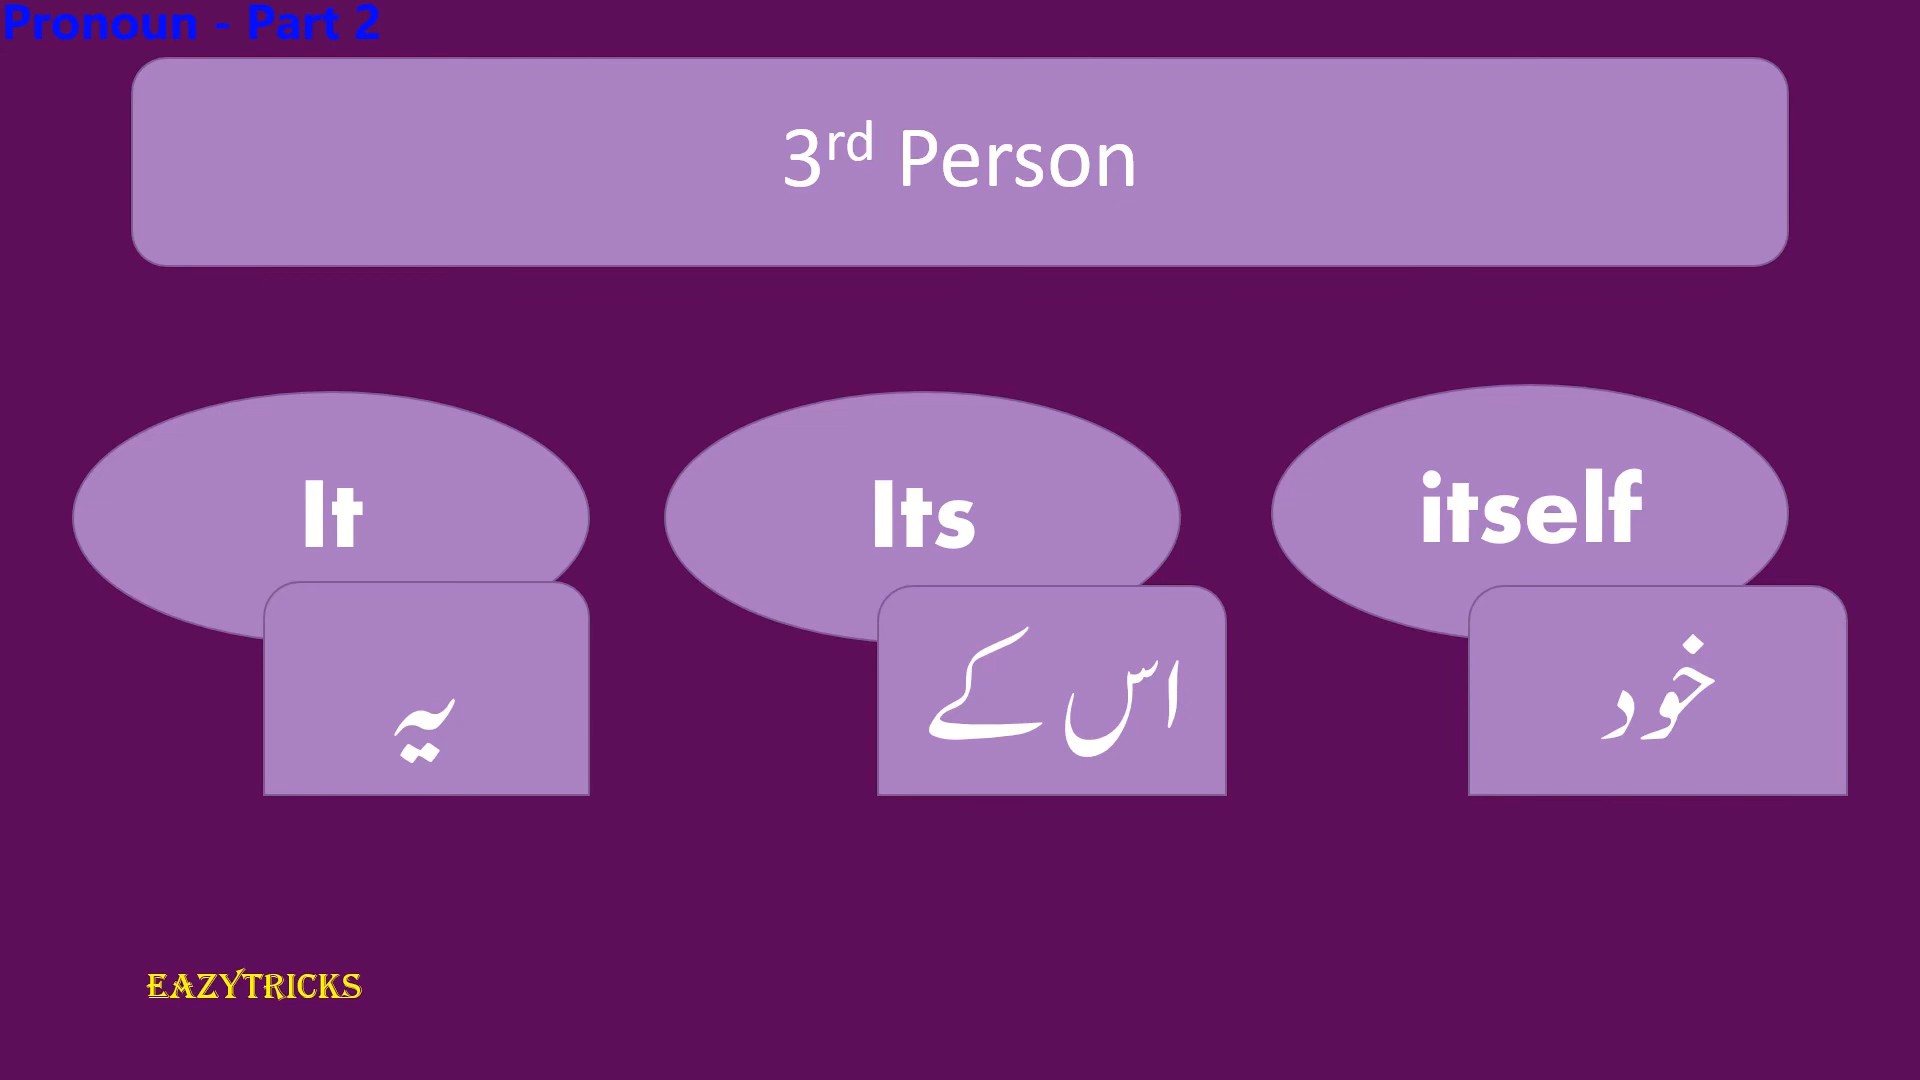 Pronoun - Part 2
3rd Person
It
Its
itself
یہ
اس کے
خود
EAZYTRICKS